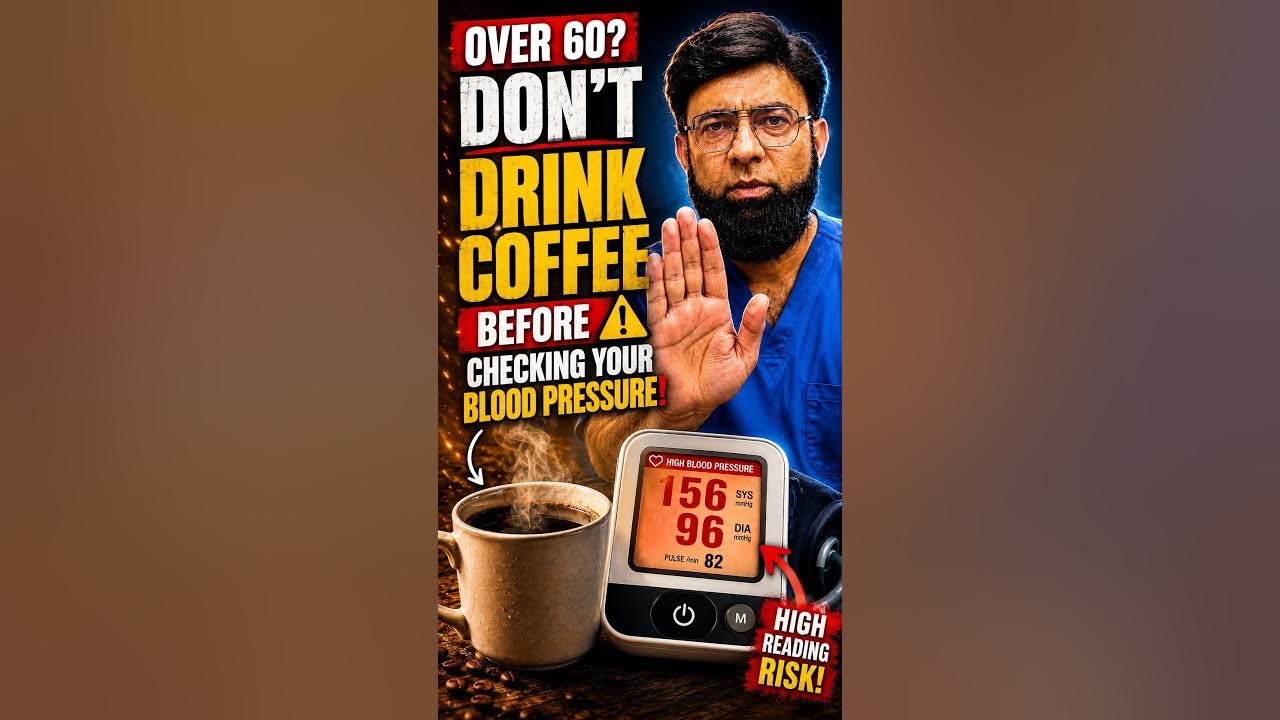 OVER 60?
DON'T
DRINK
COFFEE
BEFORE
CHECKING YOUR
BLOOD PRESSURE!
HIGH BLOOD PRESSURE
156 SYS
mmHg
96 DIA
mmHg
PULSE /min 82
M
HIGH
READING
RISK!